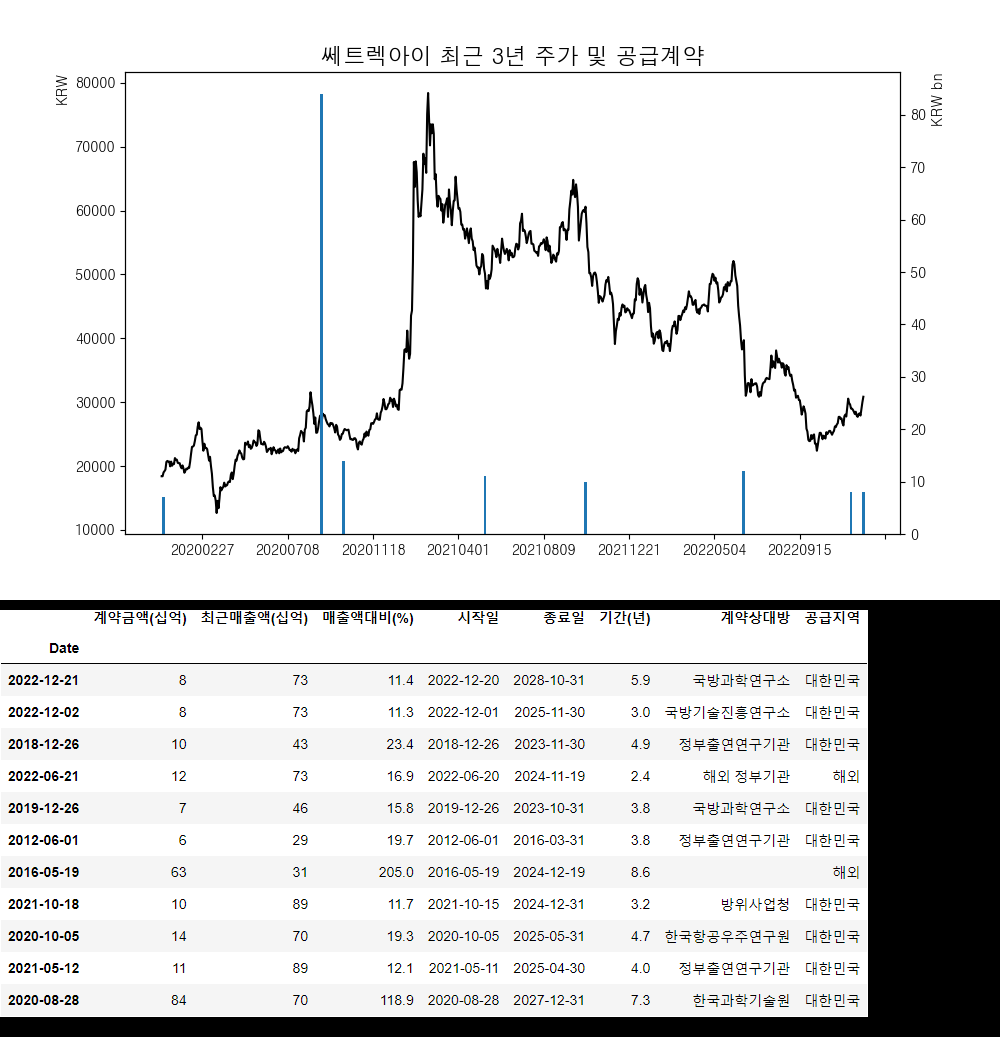 쎄트렉아이 최근 3년 주가 및 공급계약
KRW
KRW bn
80000
70000
60000
50000
40000
30000
20000
10000
80
70
60
50
40
30
20
10
0
20200227 20200708 20201118 20210401 20210809 20211221 20220504 20220915
계약금액(십억) 최근매출액(십억) 매출액대비(%) 시작일 종료일 기간(년) 계약상대방 공급지역
Date
2022-12-21 8 73 11.4 2022-12-20 2028-10-31 5.9 국방과학연구소 대한민국
2022-12-02 8 73 11.3 2022-12-01 2025-11-30 3.0 국방기술진흥연구소 대한민국
2018-12-26 10 43 23.4 2018-12-26 2023-11-30 4.9 정부출연연구기관 대한민국
2022-06-21 12 73 16.9 2022-06-20 2024-11-19 2.4 해외 정부기관 해외
2019-12-26 7 46 15.8 2019-12-26 2023-10-31 3.8 국방과학연구소 대한민국
2012-06-01 6 29 19.7 2012-06-01 2016-03-31 3.8 정부출연연구기관 대한민국
2016-05-19 63 31 205.0 2016-05-19 2024-12-19 8.6 해외
2021-10-18 10 89 11.7 2021-10-15 2024-12-31 3.2 방위사업청 대한민국
2020-10-05 14 70 19.3 2020-10-05 2025-05-31 4.7 한국항공우주연구원 대한민국
2021-05-12 11 89 12.1 2021-05-11 2025-04-30 4.0 정부출연연구기관 대한민국
2020-08-28 84 70 118.9 2020-08-28 2027-12-31 7.3 한국과학기술원 대한민국